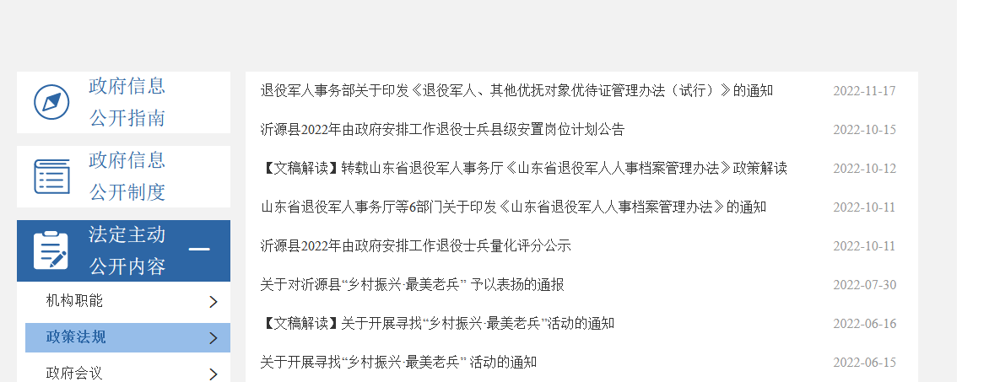 政府信息
公开指南
政府信息
公开制度
法定主动
公开内容
机构职能
政策法规
政府会议
退役军人事务部关于印发《退役军人、其他优抚对象优待证管理办法（试行）》的通知 2022-11-17
沂源县2022年由政府安排工作退役士兵县级安置岗位计划公告 2022-10-15
【文稿解读】转载山东省退役军人事务厅《山东省退役军人人事档案管理办法》政策解读 2022-10-12
山东省退役军人事务厅等6部门关于印发《山东省退役军人人事档案管理办法》的通知 2022-10-11
沂源县2022年由政府安排工作退役士兵量化评分公示 2022-10-11
关于对沂源县“乡村振兴·最美老兵” 予以表扬的通报 2022-07-30
【文稿解读】关于开展寻找“乡村振兴·最美老兵”活动的通知 2022-06-16
关于开展寻找“乡村振兴·最美老兵” 活动的通知 2022-06-15